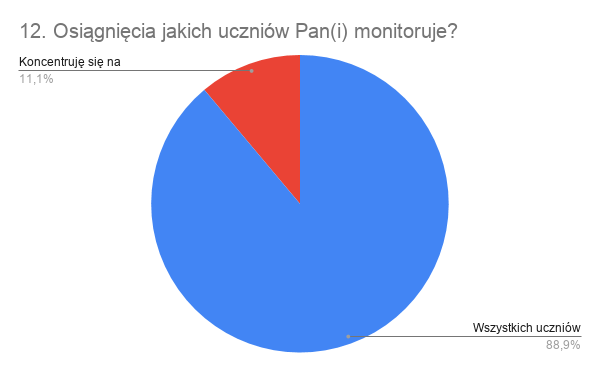 12. Osiągnięcia jakich uczniów Pan(i) monitoruje?
Koncentruję się na
11,1%
Wszystkich uczniów
88,9%